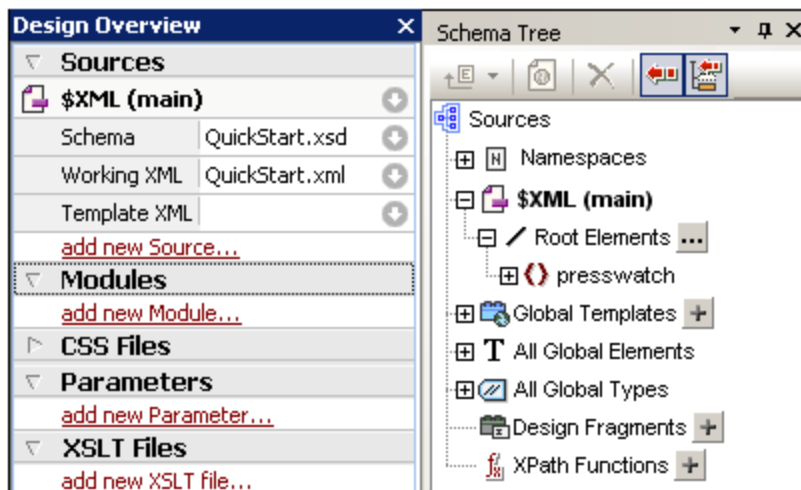 Design Overview
Sources
$XML (main)
Schema QuickStart.xsd
Working XML QuickStart.xml
Template XML
add new Source...
Modules
add new Module...
CSS Files
Parameters
add new Parameter...
XSLT Files
add new XSLT file...
Schema Tree
Sources
Namespaces
$XML (main)
Root Elements ...
presswatch
Global Templates
All Global Elements
All Global Types
Design Fragments
XPath Functions